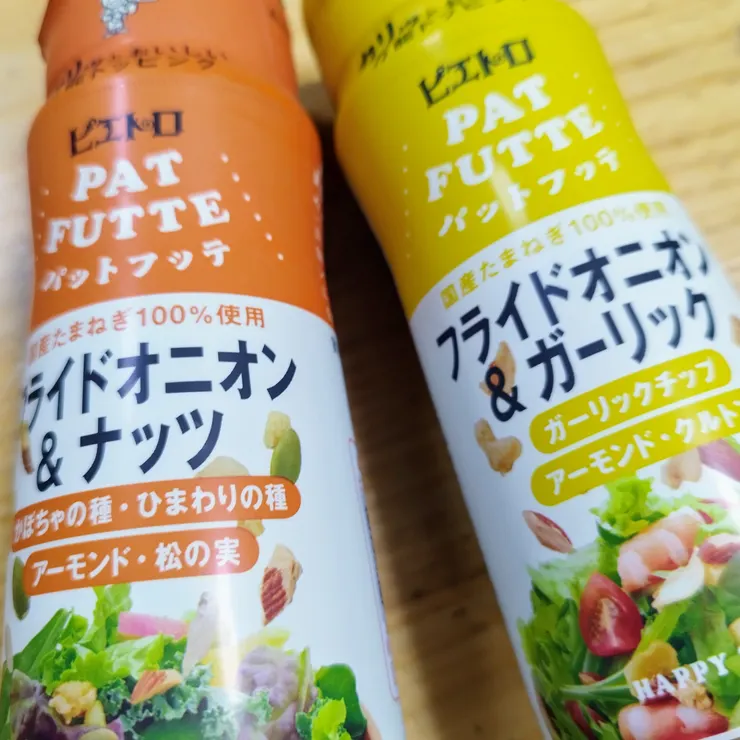 ピエトロ
PAT
FUTTE
パットフッテ
国産たまねぎ100%使用
フライドオニオン
&ナッツ
かぼちゃの種・ひまわりの種
アーモンド・松の実
ピエトロ
PAT
FUTTE
パットフッテ
国産たまねぎ100%使用
フライドオニオン
&ガーリック
ガーリックチップ
アーモンド・クルトン
HAPPY